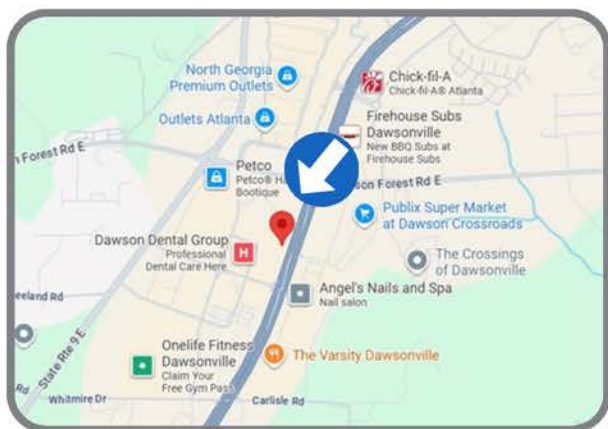 North Georgia
Premium Outlets
Outlets Atlanta
Chick-fil-A
Chick-fil-A® Atlanta
Firehouse Subs
Dawsonville
New BBQ Subs at
Firehouse Subs
n Forest Rd E
Petco
Petco® H
Bootique
son Forest Rd E
Publix Super Market
at Dawson Crossroads
Dawson Dental Group
Professional
Dental Care Here
H
The Crossings
of Dawsonville
eeland Rd
Angel's Nails and Spa
Nail salon
State Rte 9 E
Onelife Fitness
Dawsonville
Claim Your
Free Gym Pass
The Varsity Dawsonville
Rd
Whitmire Dr
Carlisle Rd